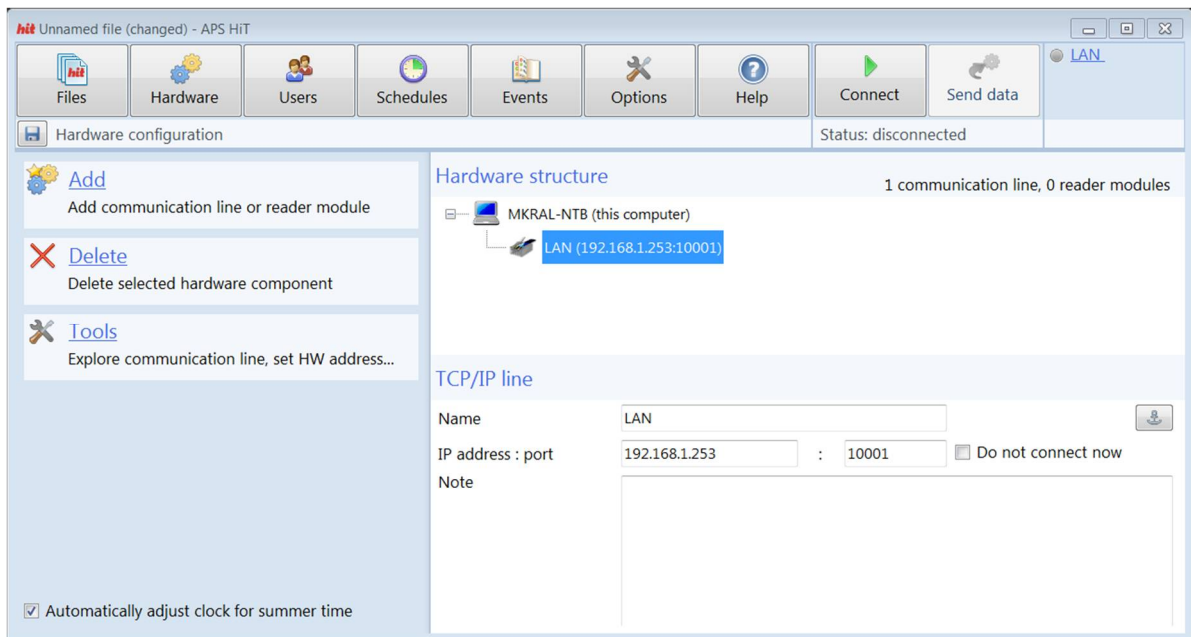 hit Unnamed file (changed) - APS HiT
hit
Files Hardware Users Schedules Events Options Help Connect Send data LAN
Hardware configuration Status: disconnected
Add
Add communication line or reader module
Delete
Delete selected hardware component
Tools
Explore communication line, set HW address...
Automatically adjust clock for summer time
Hardware structure 1 communication line, 0 reader modules
MKRAL-NTB (this computer)
LAN (192.168.1.253:10001)
TCP/IP line
Name LAN
IP address : port 192.168.1.253 : 10001 Do not connect now
Note